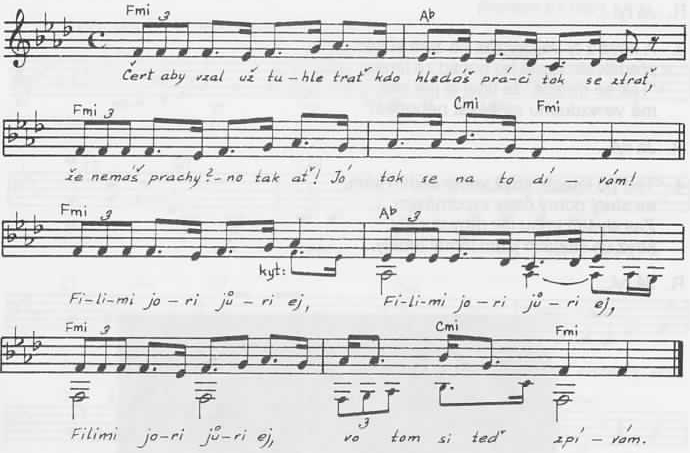 Fmi Ab
3
Čert aby vzal už tu-hle trať kdo hledáš prá-ci tak se ztrať,
Fmi Cmi Fmi
3
že nemáš prachy?-no tak ať! Jó tak se na to dí-vám!
Fmi Ab
3 3
kyt:
Fi-li-mi jo-ri jů-ri ej, Fi-li-mi jo-ri jů-ri ej,
Fmi Cmi Fmi
3
3
Filimi jo-ri jů-ri ej, vo tom si teď zpí-vám.